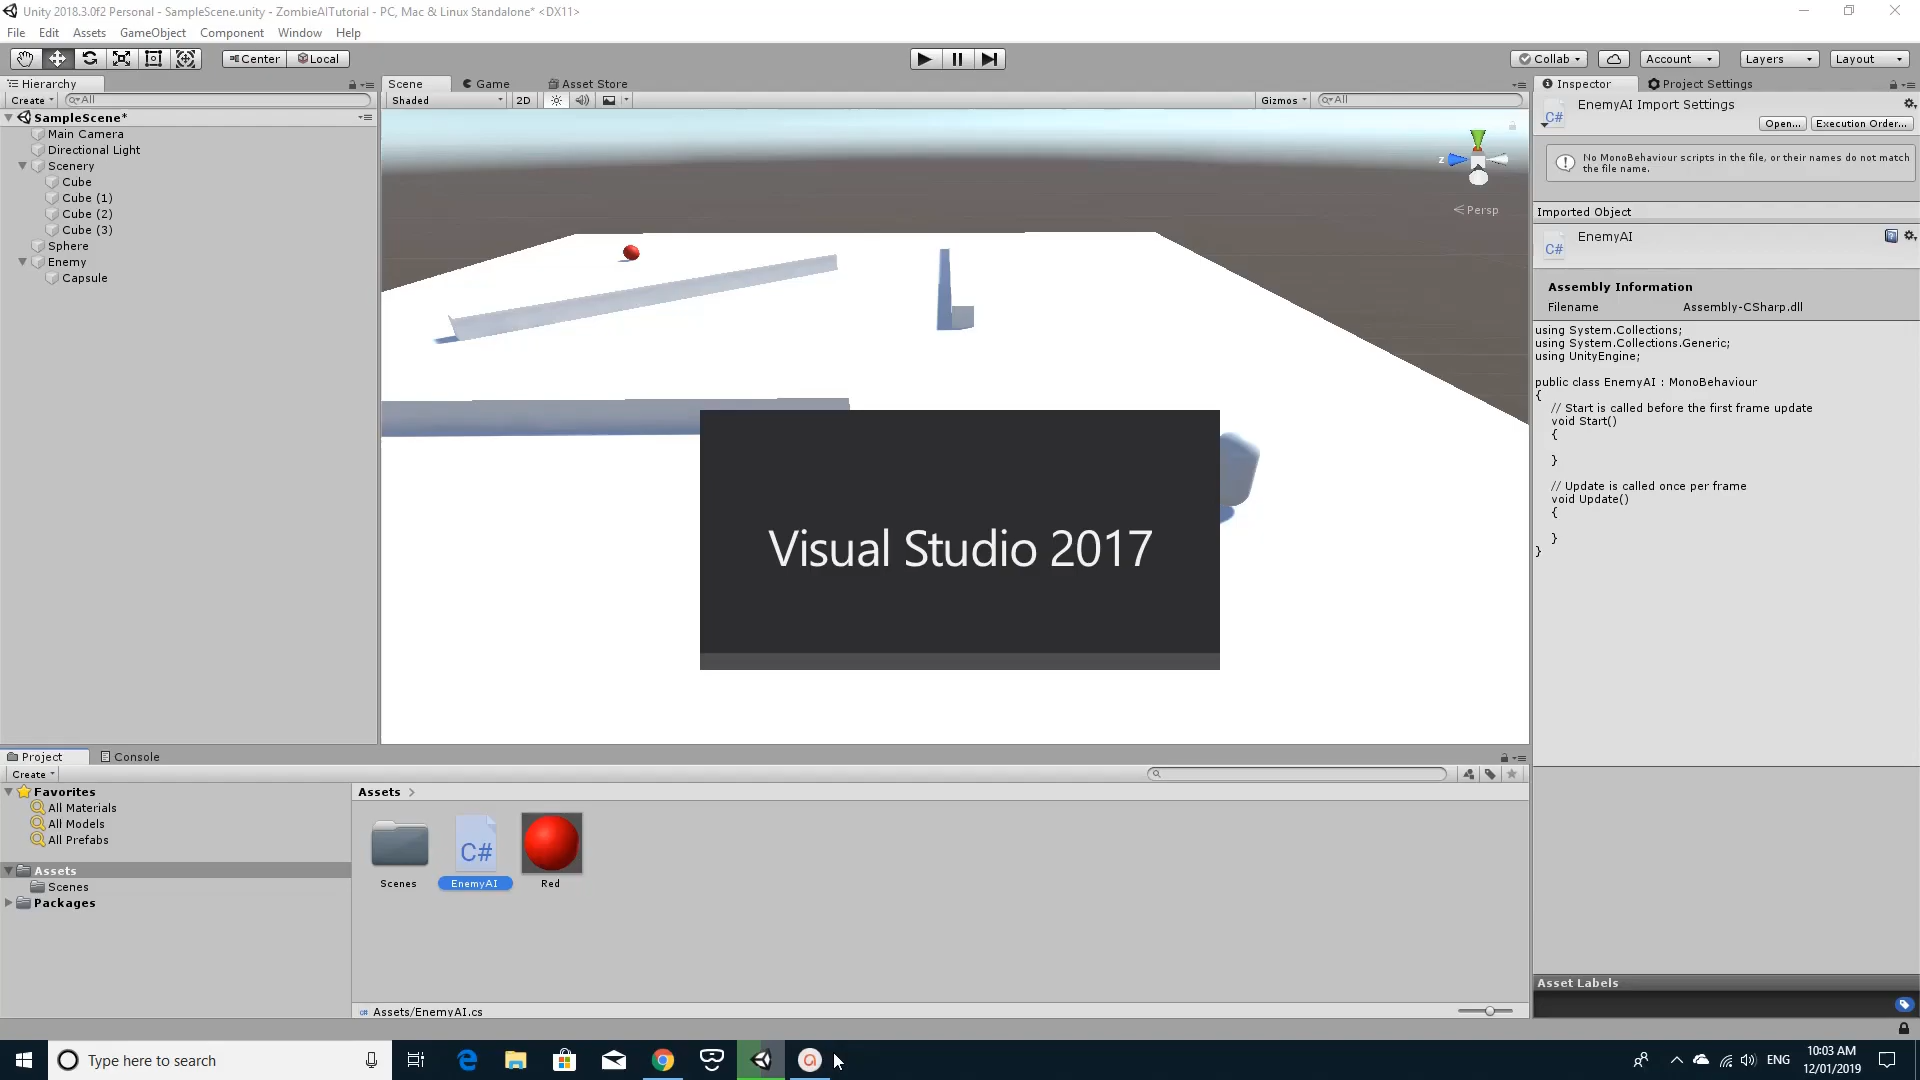 Unity 2018.3.0f2 Personal - SampleScene.unity - ZombieAITutorial - PC, Mac & Linux Standalone* <DX11>
File Edit Assets GameObject Component Window Help
Center Local
Collab Account Layers Layout
Hierarchy
Create All
SampleScene*
Main Camera
Directional Light
Scenery
Cube
Cube (1)
Cube (2)
Cube (3)
Sphere
Enemy
Capsule
Scene Game Asset Store
Shaded 2D Gizmos All
z
Persp
Visual Studio 2017
Inspector Project Settings
EnemyAI Import Settings
C#
Open... Execution Order...
No MonoBehaviour scripts in the file, or their names do not match
the file name.
Imported Object
EnemyAI
C#
Assembly Information
Filename Assembly-CSharp.dll
using System.Collections;
using System.Collections.Generic;
using UnityEngine;
public class EnemyAI : MonoBehaviour
{
// Start is called before the first frame update
void Start()
{
}
// Update is called once per frame
void Update()
{
}
}
Asset Labels
Project Console
Create
Favorites
All Materials
All Models
All Prefabs
Assets
Scenes
Packages
Assets >
C#
Scenes EnemyAI Red
C# Assets/EnemyAI.cs
Type here to search
ENG
10:03 AM
12/01/2019